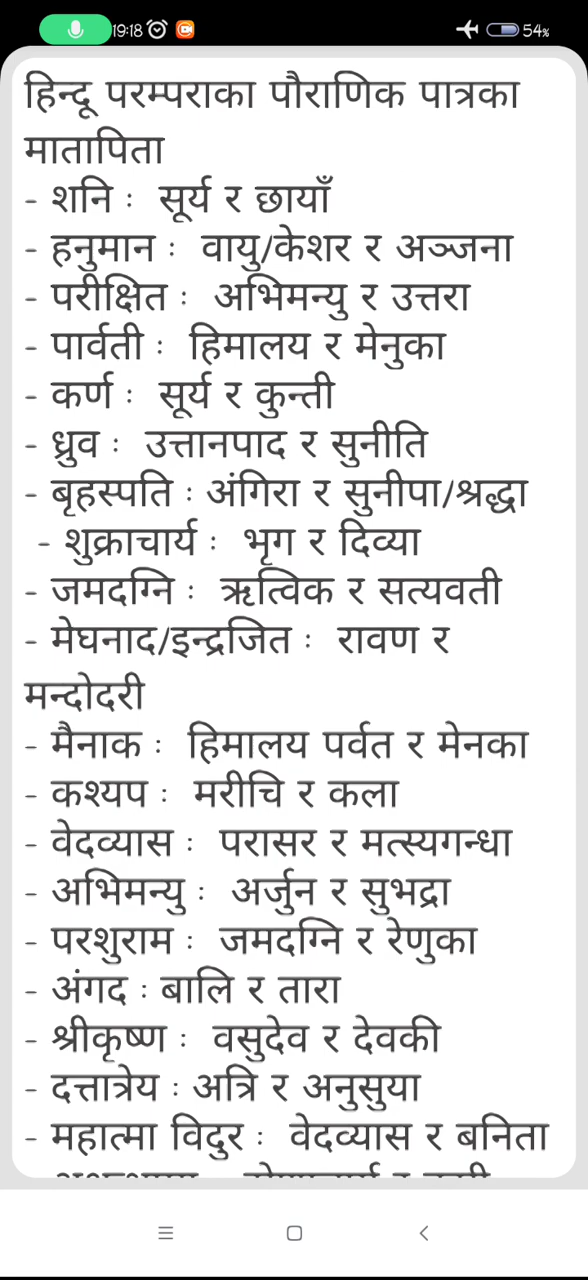 19:18
54%
हिन्दू परम्पराका पौराणिक पात्रका
मातापिता
- शनि : सूर्य र छायाँ
- हनुमान : वायु/केशर र अञ्जना
- परीक्षित : अभिमन्यु र उत्तरा
- पार्वती : हिमालय र मेनुका
- कर्ण : सूर्य र कुन्ती
- ध्रुव : उत्तानपाद र सुनीति
- बृहस्पति : अंगिरा र सुनीपा/श्रद्धा
- शुक्राचार्य : भृग र दिव्या
- जमदग्नि : ऋत्विक र सत्यवती
- मेघनाद/इन्द्रजित : रावण र
मन्दोदरी
- मैनाक : हिमालय पर्वत र मेनका
- कश्यप : मरीचि र कला
- वेदव्यास : परासर र मत्स्यगन्धा
- अभिमन्यु : अर्जुन र सुभद्रा
- परशुराम : जमदग्नि र रेणुका
- अंगद : बालि र तारा
- श्रीकृष्ण : वसुदेव र देवकी
- दत्तात्रेय : अत्रि र अनुसुया
- महात्मा विदुर : वेदव्यास र बनिता